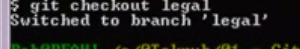 $ git checkout legal
Switched to branch 'legal'